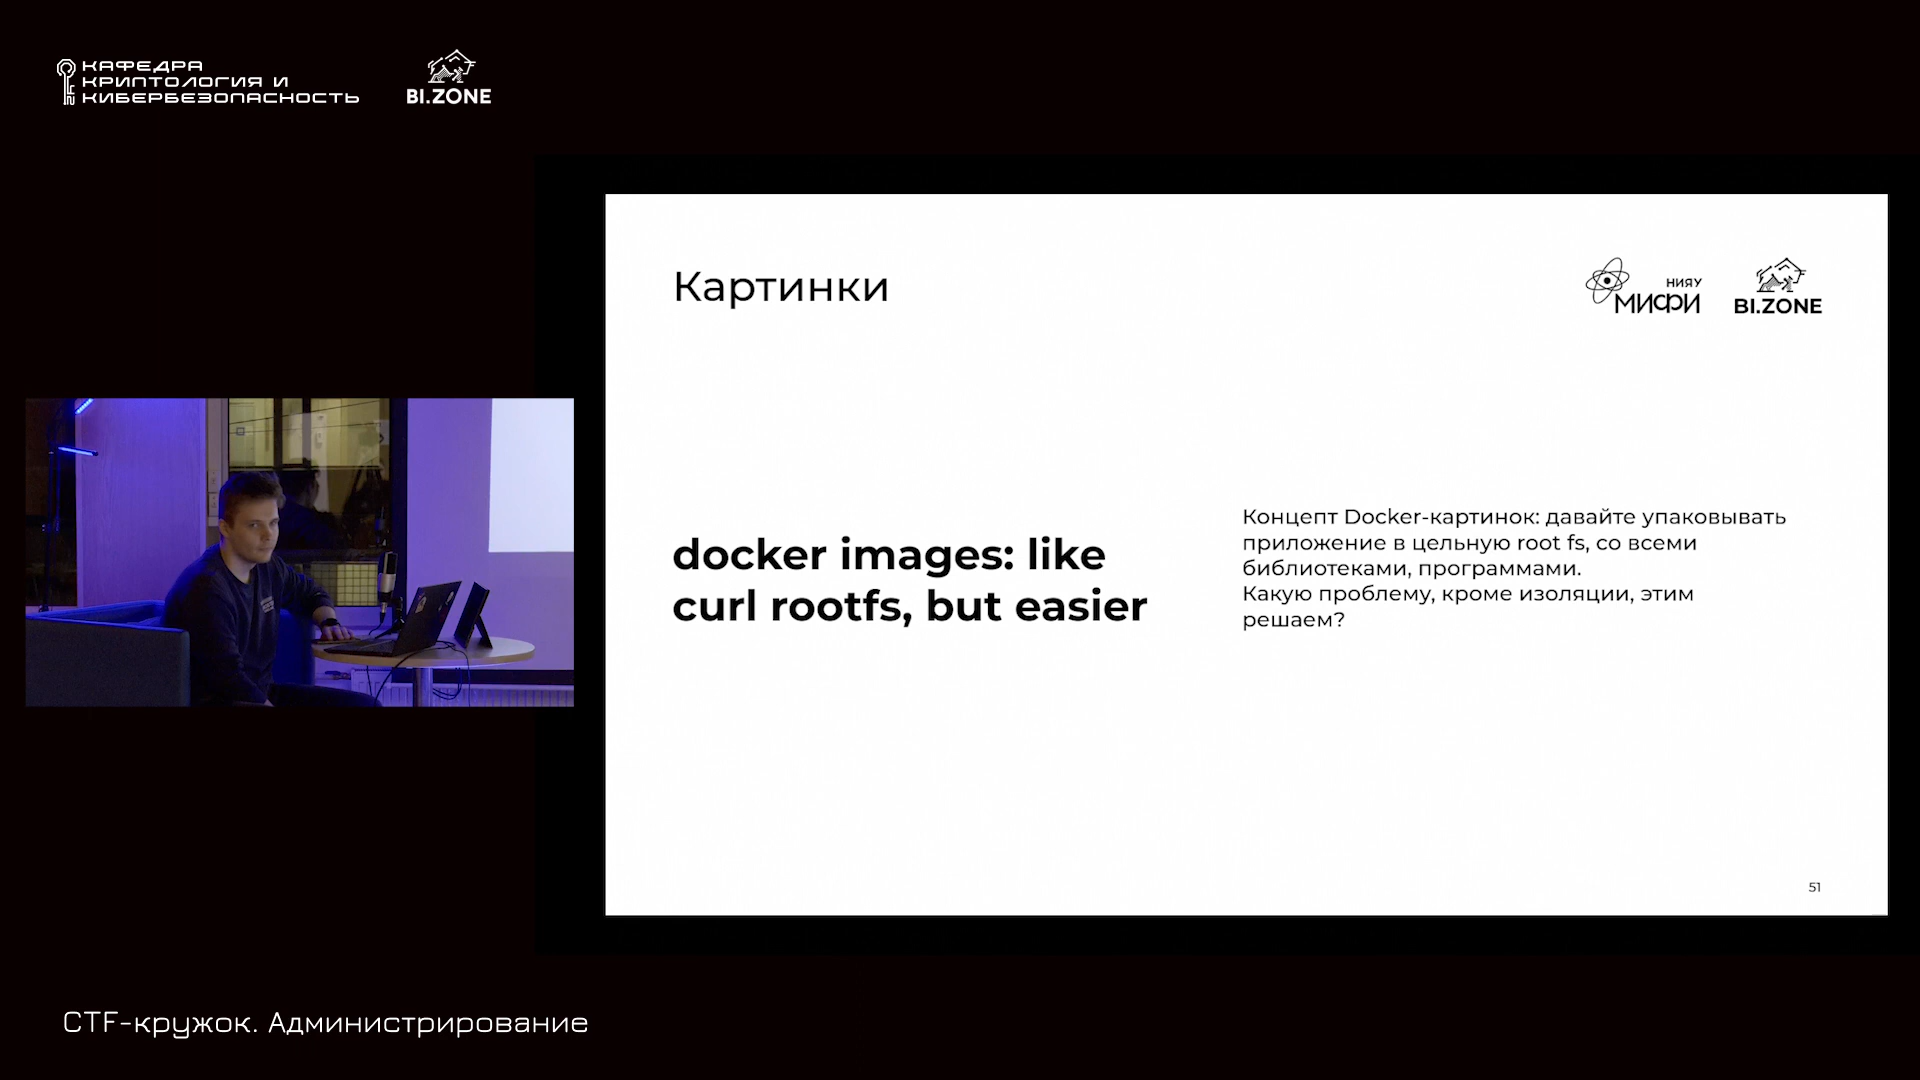 КАФЕДРА
КРИПТОЛОГИЯ И
КИБЕРБЕЗОПАСНОСТЬ
BI.ZONE
Картинки
НИЯУ
МИФИ
BI.ZONE
docker images: like
curl rootfs, but easier
Концепт Docker-картинок: давайте упаковывать
приложение в цельную root fs, со всеми
библиотеками, программами.
Какую проблему, кроме изоляции, этим
решаем?
51
CTF-кружок. Администрирование